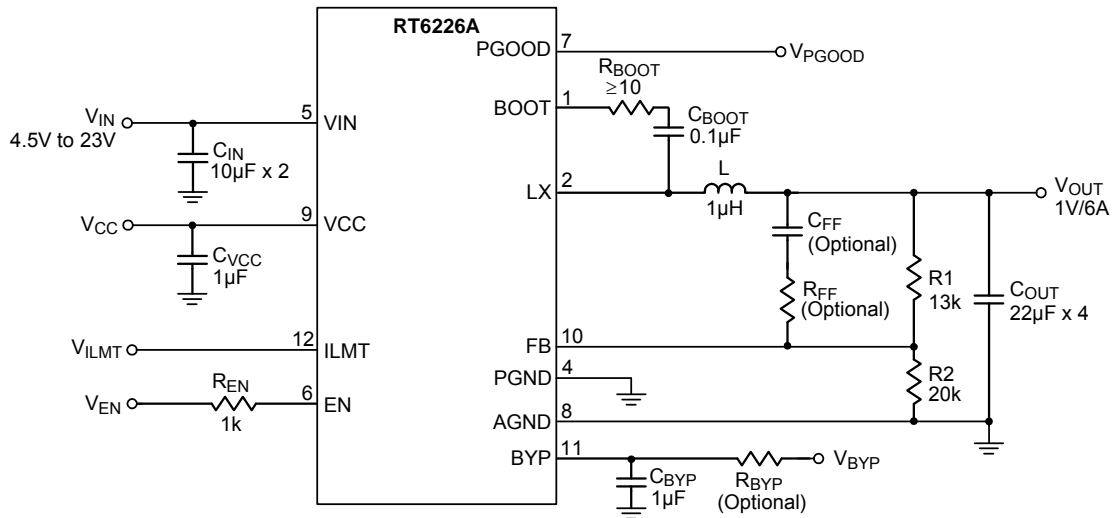 RT6226A
PGOOD
7
VPGOOD
RBOOT
≥10
BOOT
1
CBOOT
0.1µF
VIN
4.5V to 23V
5
VIN
CIN
10µF x 2
LX
2
L
1µH
VOUT
1V/6A
VCC
9
VCC
CVCC
1µF
CFF
(Optional)
RFF
(Optional)
R1
13k
COUT
22µF x 4
VILMT
12
ILMT
FB
10
PGND
4
R2
20k
VEN
REN
1k
6
EN
AGND
8
BYP
11
CBYP
1µF
RBYP
(Optional)
VBYP